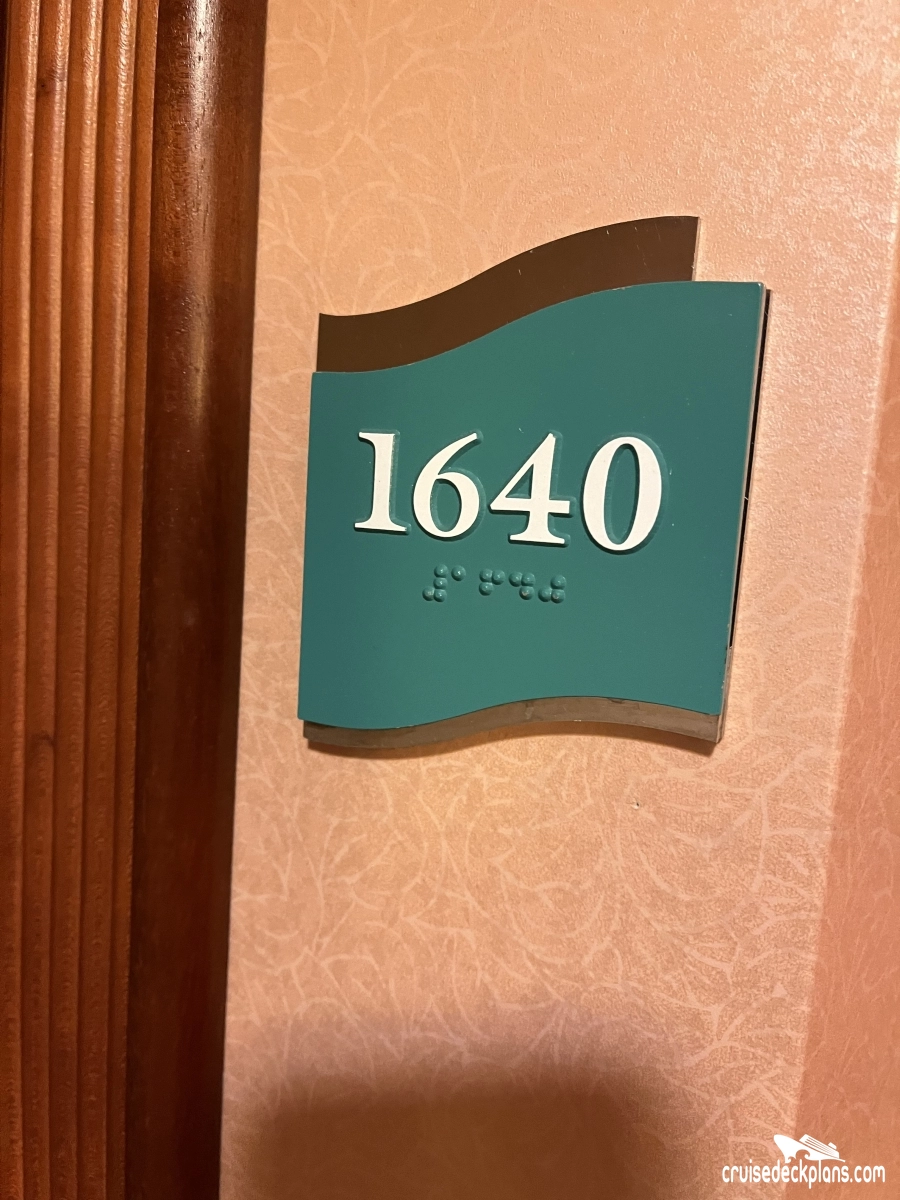 1640
⠼⠁⠋⠙⠚
cruisedeckplans.com